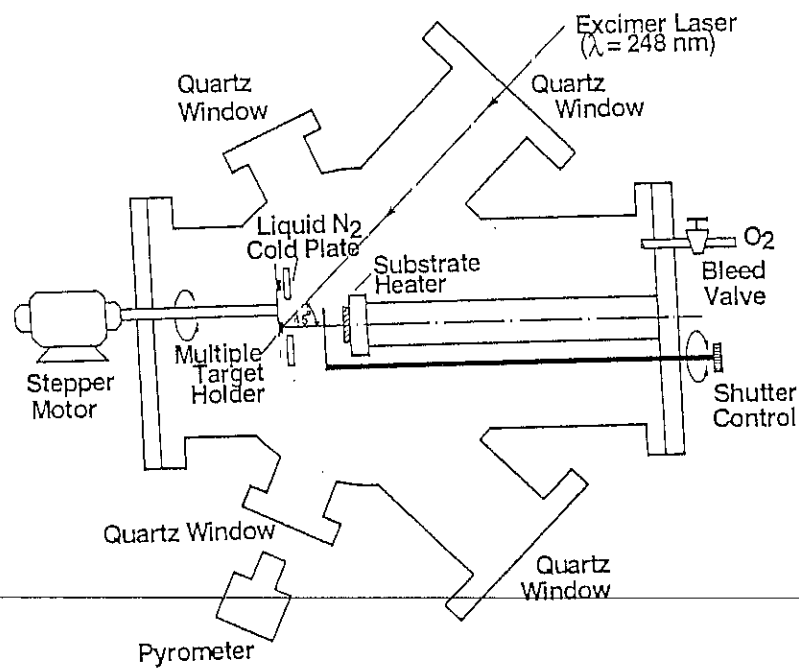 Excimer Laser
(λ = 248 nm)
Quartz
Window
Quartz
Window
Liquid N2
Cold Plate
Substrate
Heater
O2
Bleed
Valve
45°
Multiple
Target
Holder
Stepper
Motor
Shutter
Control
Quartz Window
Quartz
Window
Pyrometer